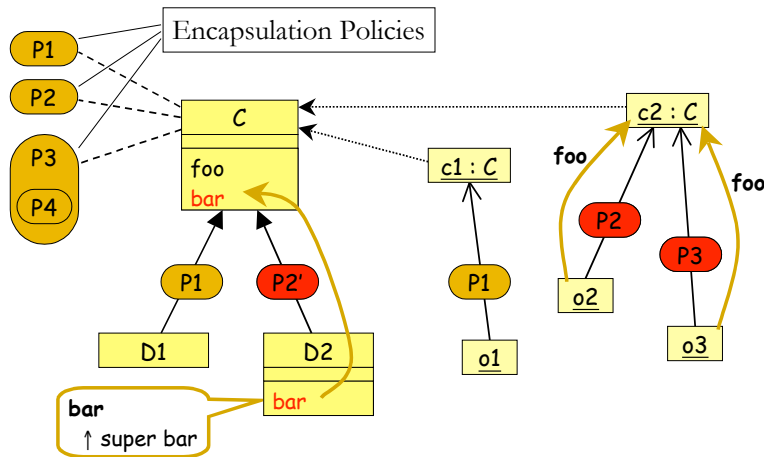 Encapsulation Policies
P1
P2
P3
P4
C
foo
bar
c1 : C
c2 : C
foo
foo
P2
P3
P1
P2'
P1
o2
o3
o1
D1
D2
bar
bar
↑ super bar